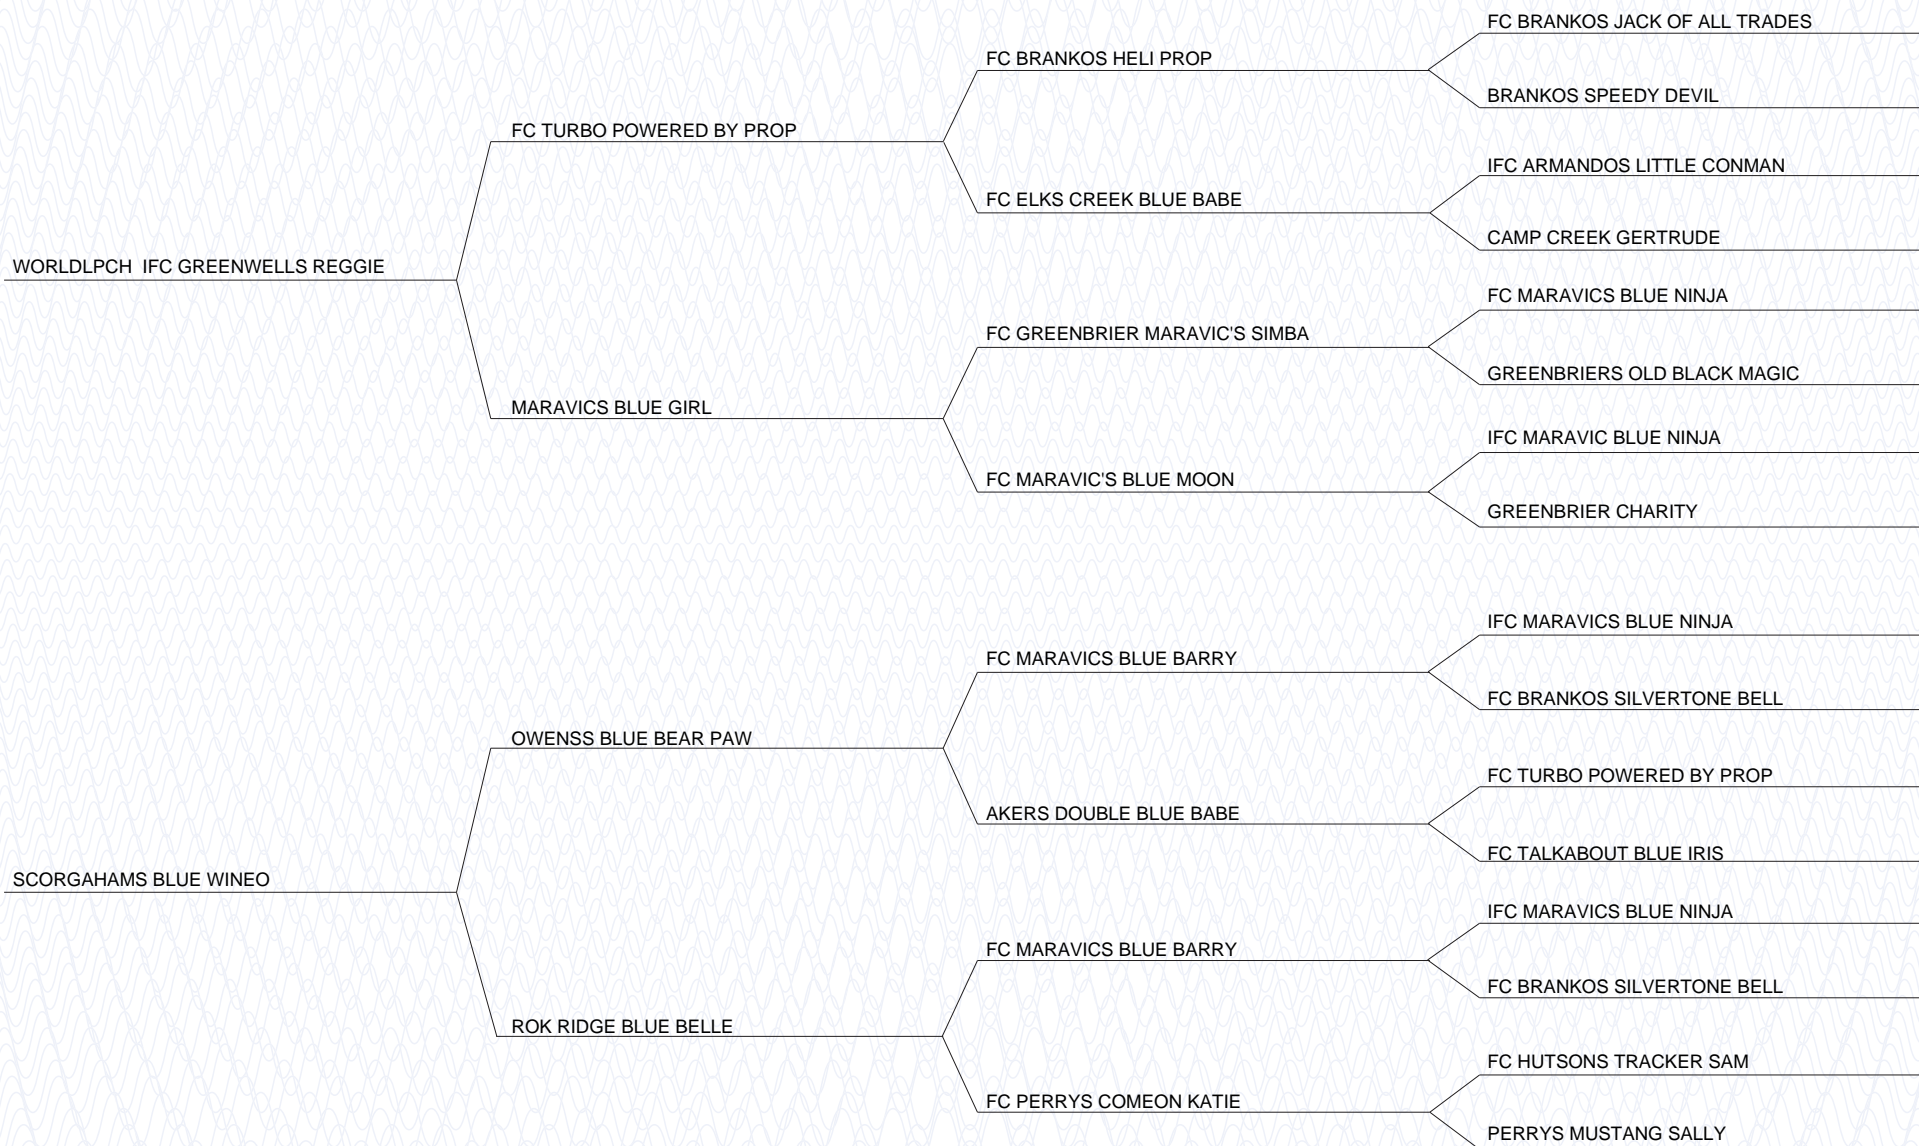 FC BRANKOS JACK OF ALL TRADES
FC BRANKOS HELI PROP
BRANKOS SPEEDY DEVIL
FC TURBO POWERED BY PROP
IFC ARMANDOS LITTLE CONMAN
FC ELKS CREEK BLUE BABE
CAMP CREEK GERTRUDE
WORLDLPCH  IFC GREENWELLS REGGIE
FC MARAVICS BLUE NINJA
FC GREENBRIER MARAVIC'S SIMBA
GREENBRIERS OLD BLACK MAGIC
MARAVICS BLUE GIRL
IFC MARAVIC BLUE NINJA
FC MARAVIC'S BLUE MOON
GREENBRIER CHARITY
IFC MARAVICS BLUE NINJA
FC MARAVICS BLUE BARRY
FC BRANKOS SILVERTONE BELL
OWENSS BLUE BEAR PAW
FC TURBO POWERED BY PROP
AKERS DOUBLE BLUE BABE
FC TALKABOUT BLUE IRIS
SCORGAHAMS BLUE WINEO
IFC MARAVICS BLUE NINJA
FC MARAVICS BLUE BARRY
FC BRANKOS SILVERTONE BELL
ROK RIDGE BLUE BELLE
FC HUTSONS TRACKER SAM
FC PERRYS COMEON KATIE
PERRYS MUSTANG SALLY